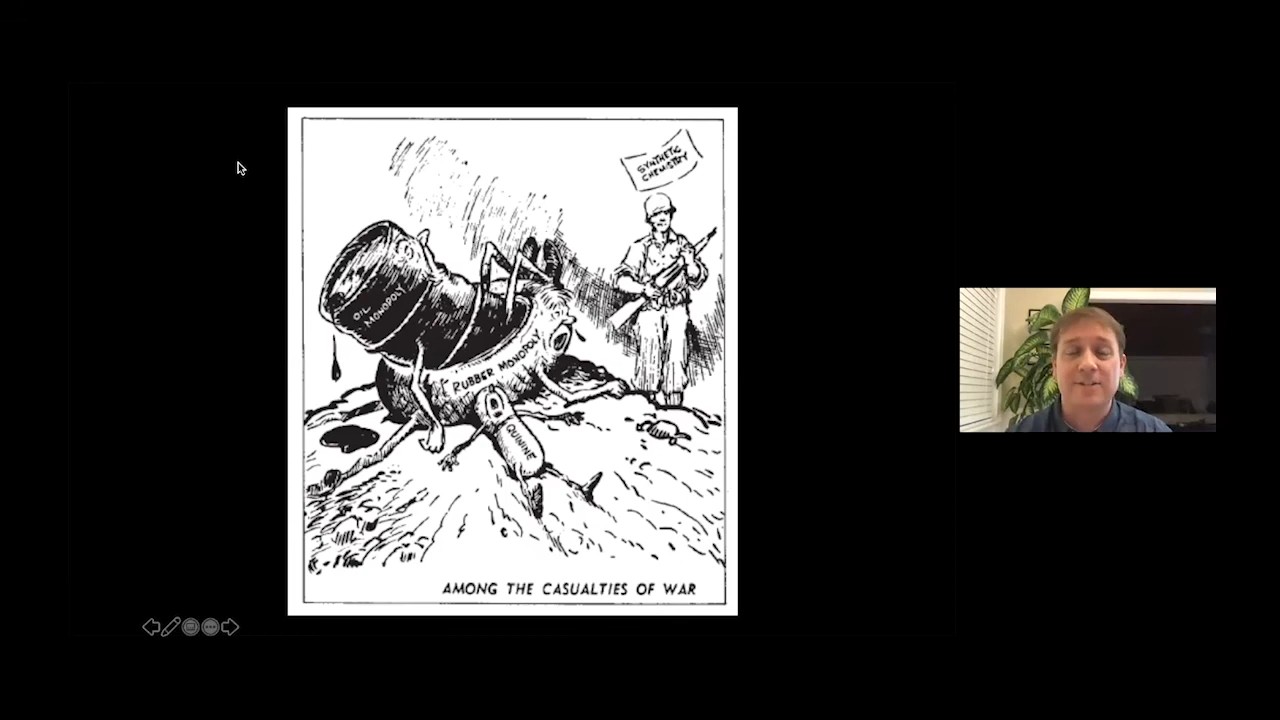 SYNTHETIC
CHEMISTRY
OIL
MONOPOLY
RUBBER MONOPOLY
QUININE
AMONG THE CASUALTIES OF WAR